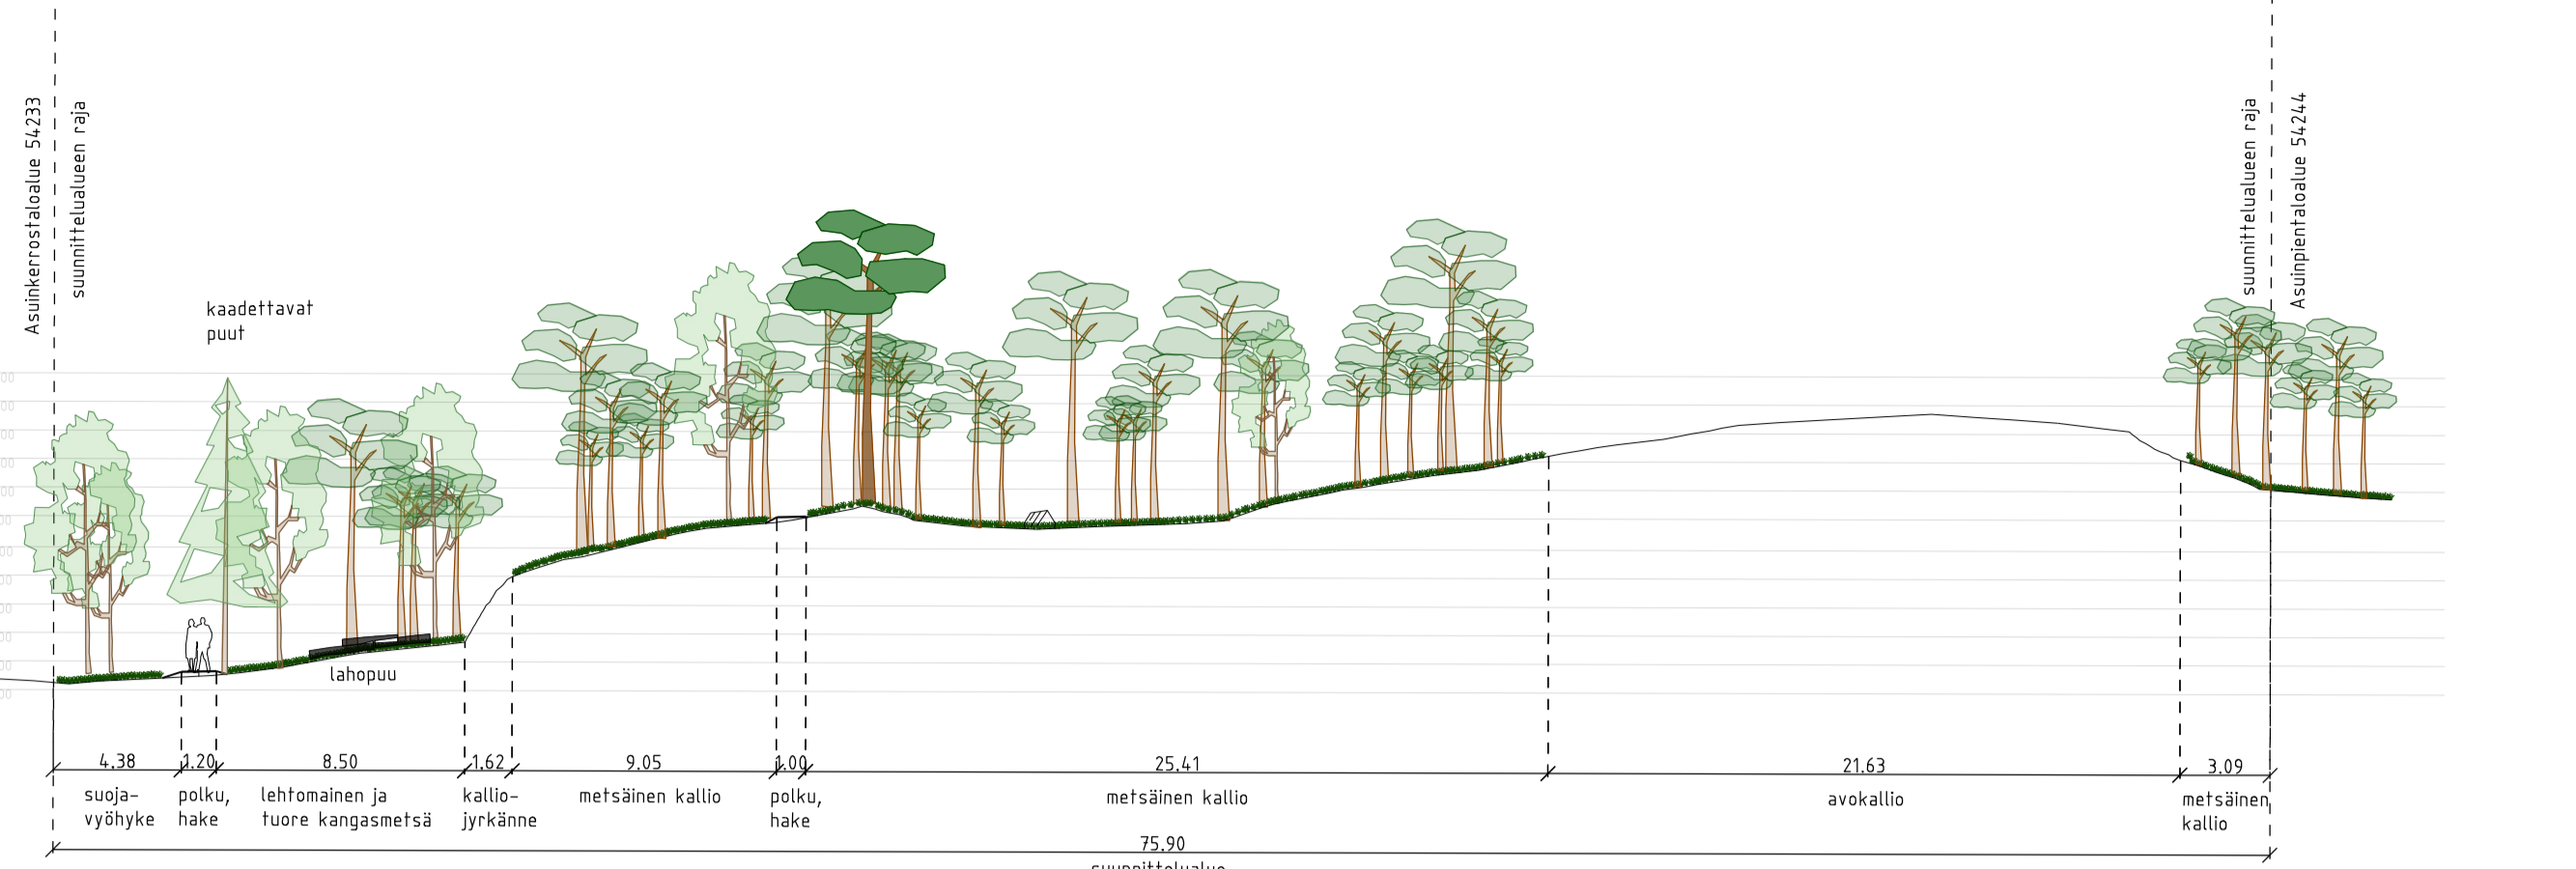 Asuinkerrostaloalue 54233
suunnittelualueen raja
suunnittelualueen raja
Asuinpientaloalue 54244
kaadettavat
puut
lahopuu
4.38
1.20
8.50
1.62
9.05
1.00
25.41
21.63
3.09
suoja-
vyöhyke
polku,
hake
lehtomainen ja
tuore kangasmetsä
kallio-
jyrkänne
metsäinen kallio
polku,
hake
metsäinen kallio
avokallio
metsäinen
kallio
75.90